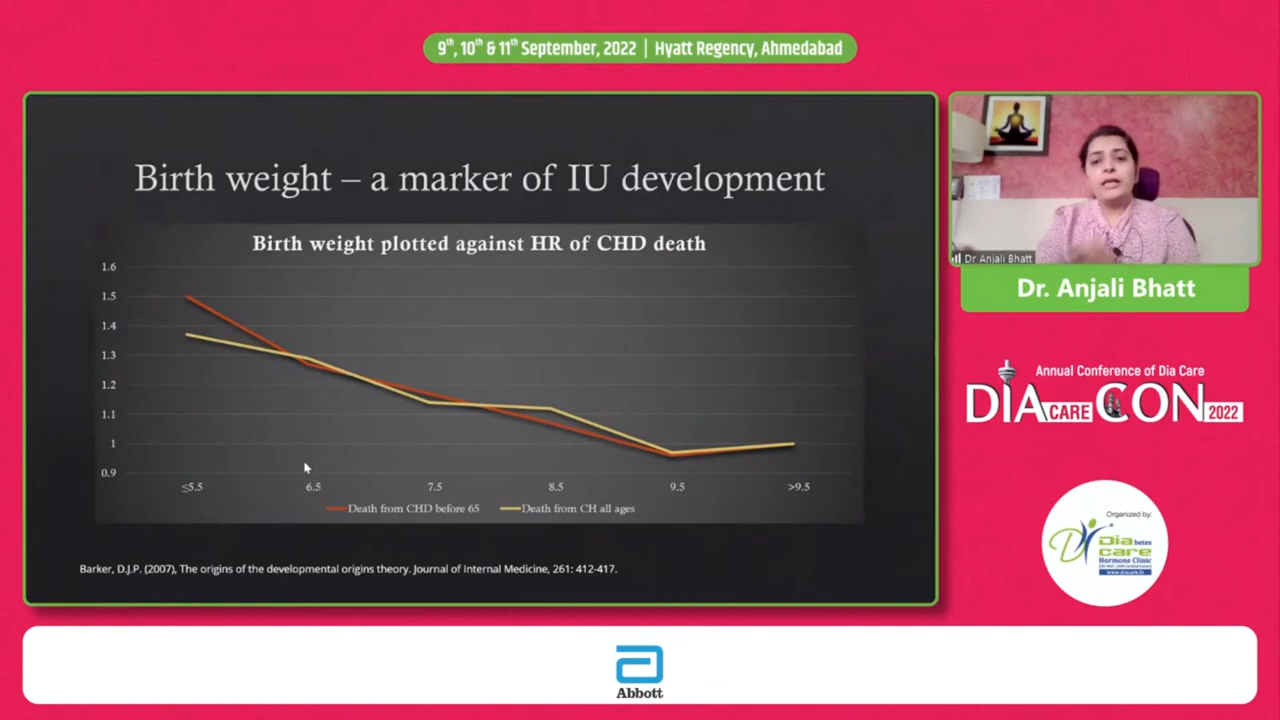 9th, 10th & 11th September, 2022 | Hyatt Regency, Ahmedabad
Birth weight – a marker of IU development
Birth weight plotted against HR of CHD death
1.6
1.5
1.4
1.3
1.2
1.1
1
0.9
≤5.5 6.5 7.5 8.5 9.5 >9.5
Death from CHD before 65 Death from CH all ages
Barker, D.J.P. (2007), The origins of the developmental origins theory. Journal of Internal Medicine, 261: 412-417.
Dr Anjali Bhatt
Dr. Anjali Bhatt
Annual Conference of Dia Care
DIA CARE CON 2022
Organized by:
Diabetes
care
Hormone Clinic
www.diacare.in
Abbott